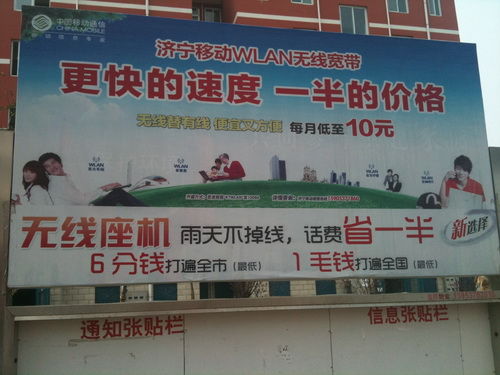 中国移动通信
CHINA MOBILE
济宁移动WLAN无线宽带
更快的速度 一半的价格
无线替有线 便宜又方便 每月低至10元
WLAN
WLAN
WLAN
WLAN
无线座机 雨天不掉线，话费省一半 新选择
6分钱打遍全市（最低） 1毛钱打遍全国（最低）
通知张贴栏 信息张贴栏